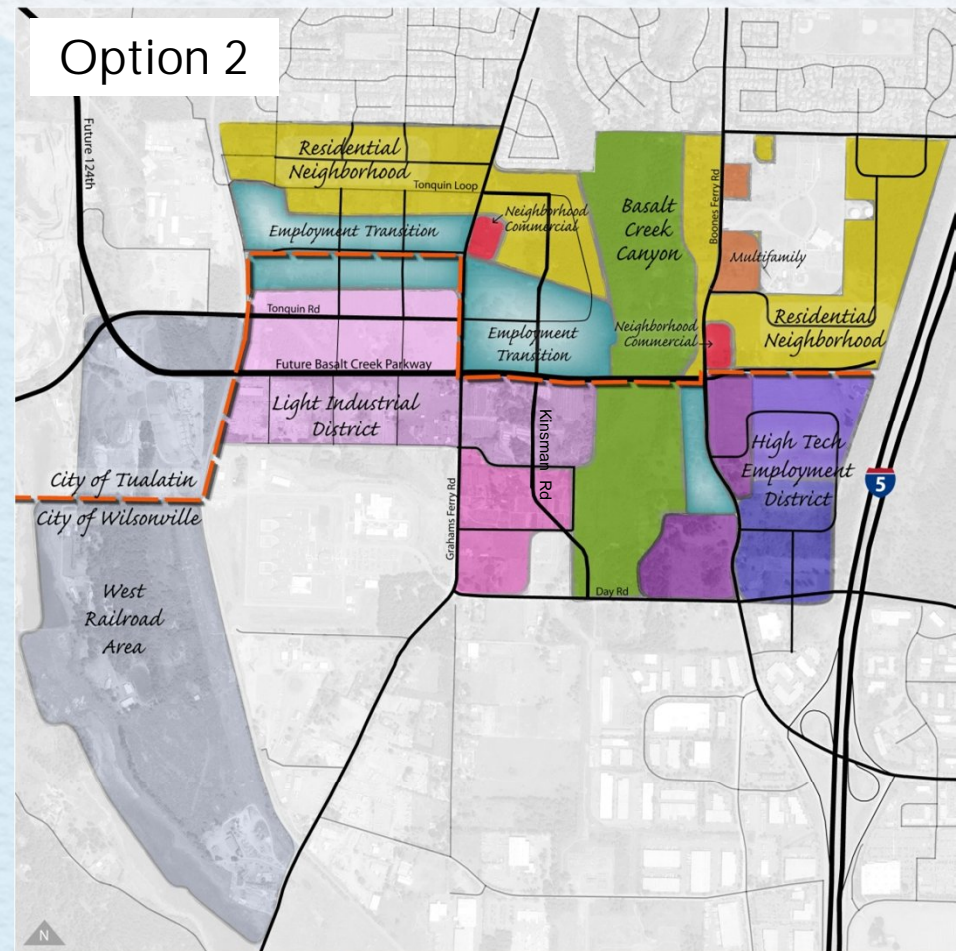 Option 2
Future 124th
Residential
Neighborhood
Tonquin Loop
Employment Transition
Neighborhood
Commercial
Basalt
Creek
Canyon
Boones Ferry Rd
Multifamily
Tonquin Rd
Employment
Transition
Neighborhood
Commercial
Residential
Neighborhood
Future Basalt Creek Parkway
Light Industrial
District
Kinsman Rd
High Tech
Employment
District
5
City of Tualatin
City of Wilsonville
Grahams Ferry Rd
West
Railroad
Area
Day Rd
N